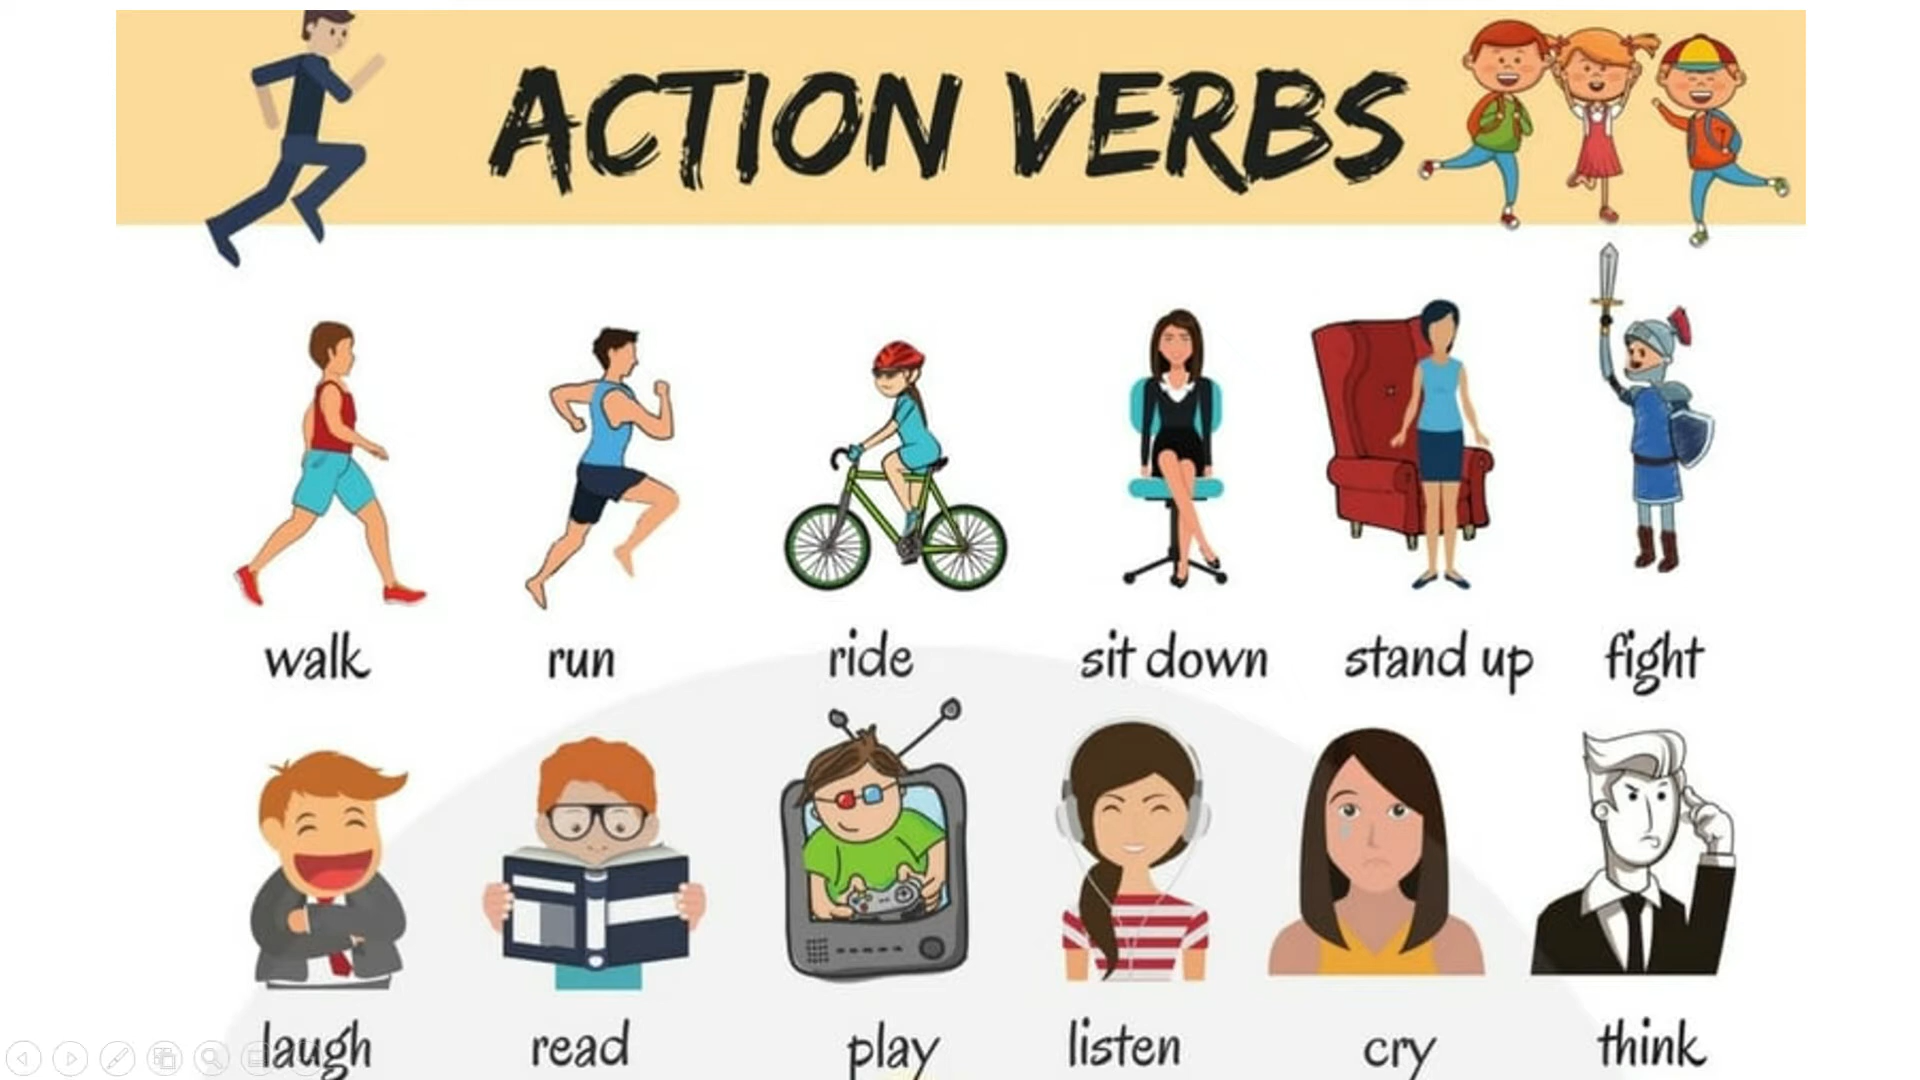 ACTION VERBS
walk run ride sit down stand up fight
laugh read play listen cry think